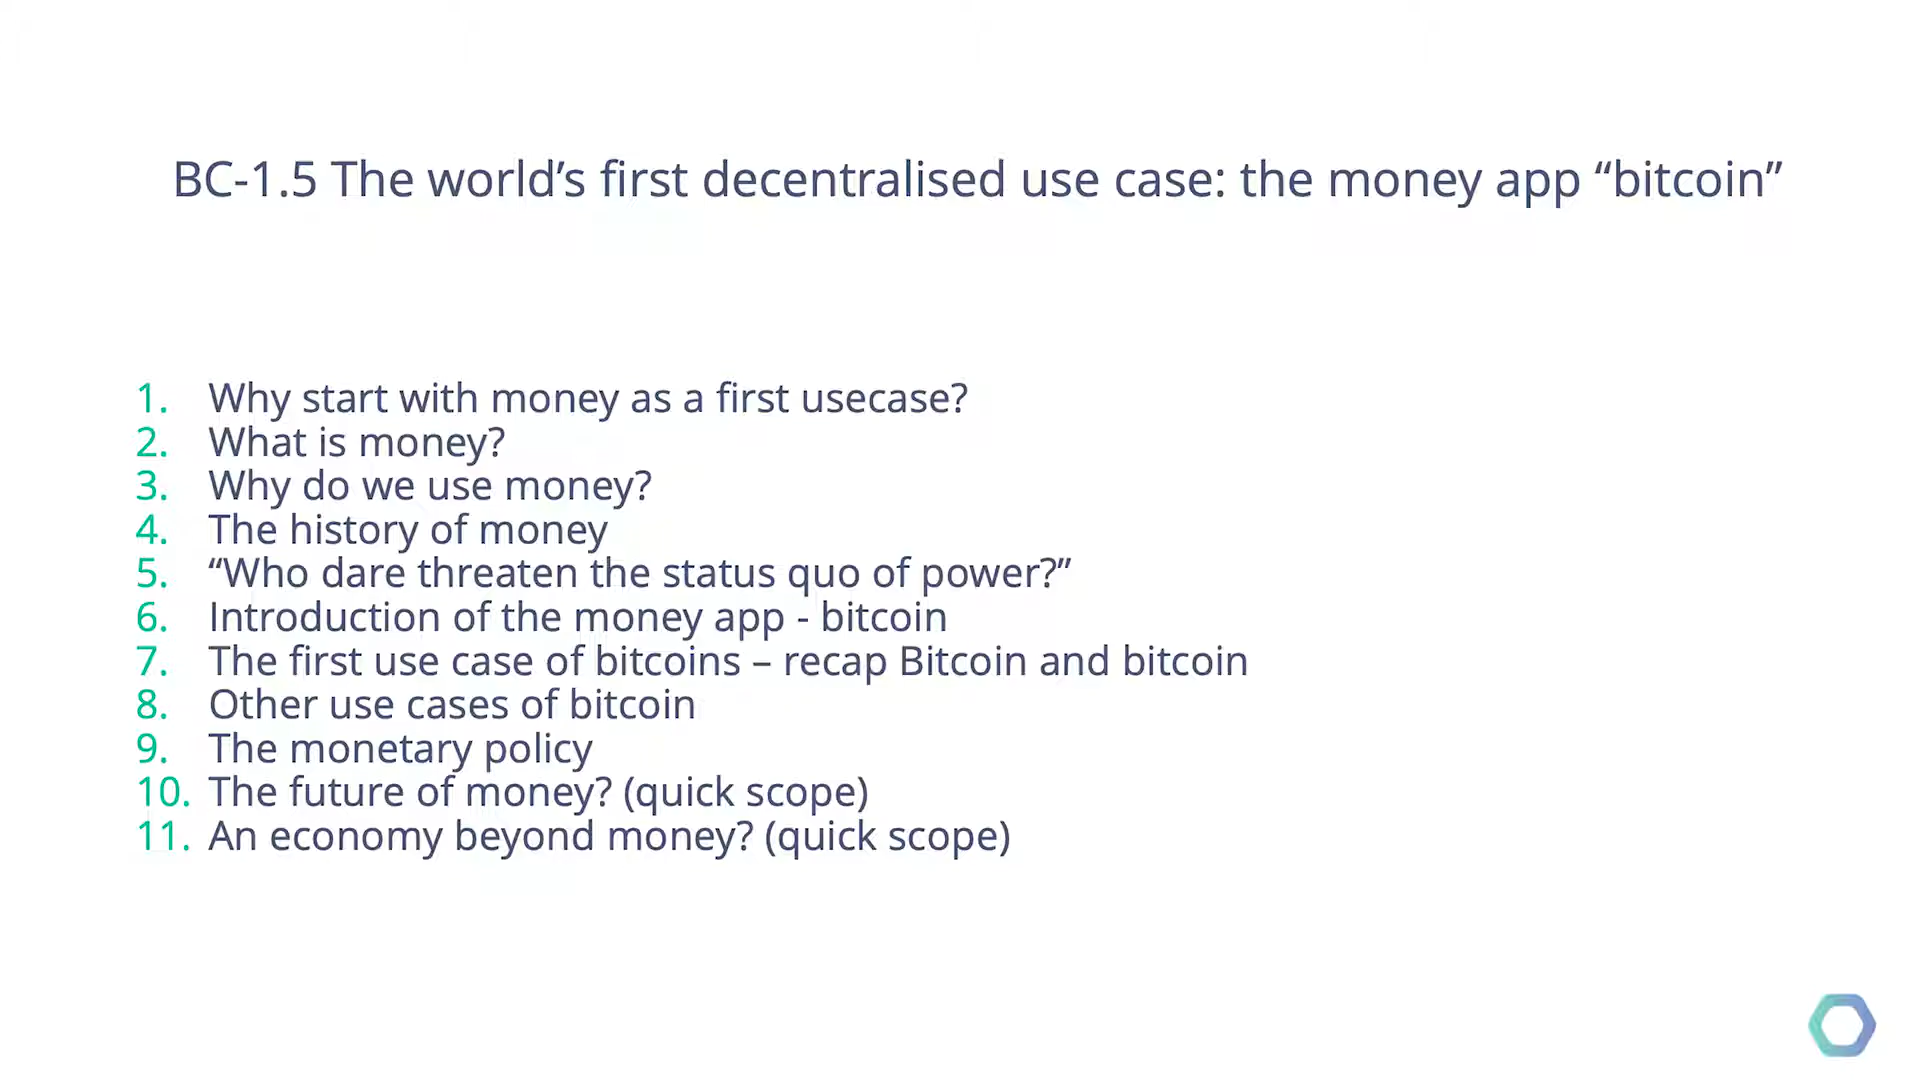 BC-1.5 The world’s first decentralised use case: the money app “bitcoin”
1. Why start with money as a first usecase?
2. What is money?
3. Why do we use money?
4. The history of money
5. “Who dare threaten the status quo of power?”
6. Introduction of the money app - bitcoin
7. The first use case of bitcoins – recap Bitcoin and bitcoin
8. Other use cases of bitcoin
9. The monetary policy
10. The future of money? (quick scope)
11. An economy beyond money? (quick scope)